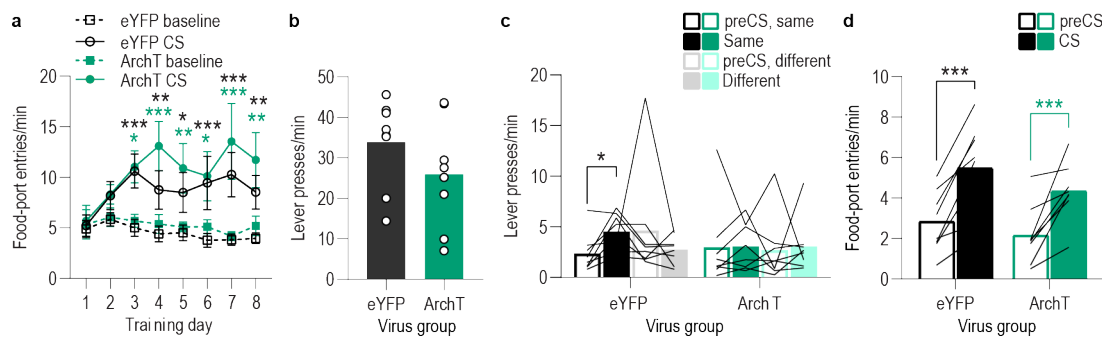 a
eYFP baseline
eYFP CS
ArchT baseline
ArchT CS
Food-port entries/min
20
15
10
5
0
***
*
**
***
*
**
***
*
***
***
**
**
1 2 3 4 5 6 7 8
Training day
b
Lever presses/min
50
40
30
20
10
0
eYFP ArchT
Virus group
c
preCS, same
Same
preCS, different
Different
Lever presses/min
20
15
10
5
0
*
eYFP ArchT
Virus group
d
preCS
CS
Food-port entries/min
10
8
6
4
2
0
***
***
eYFP ArchT
Virus group